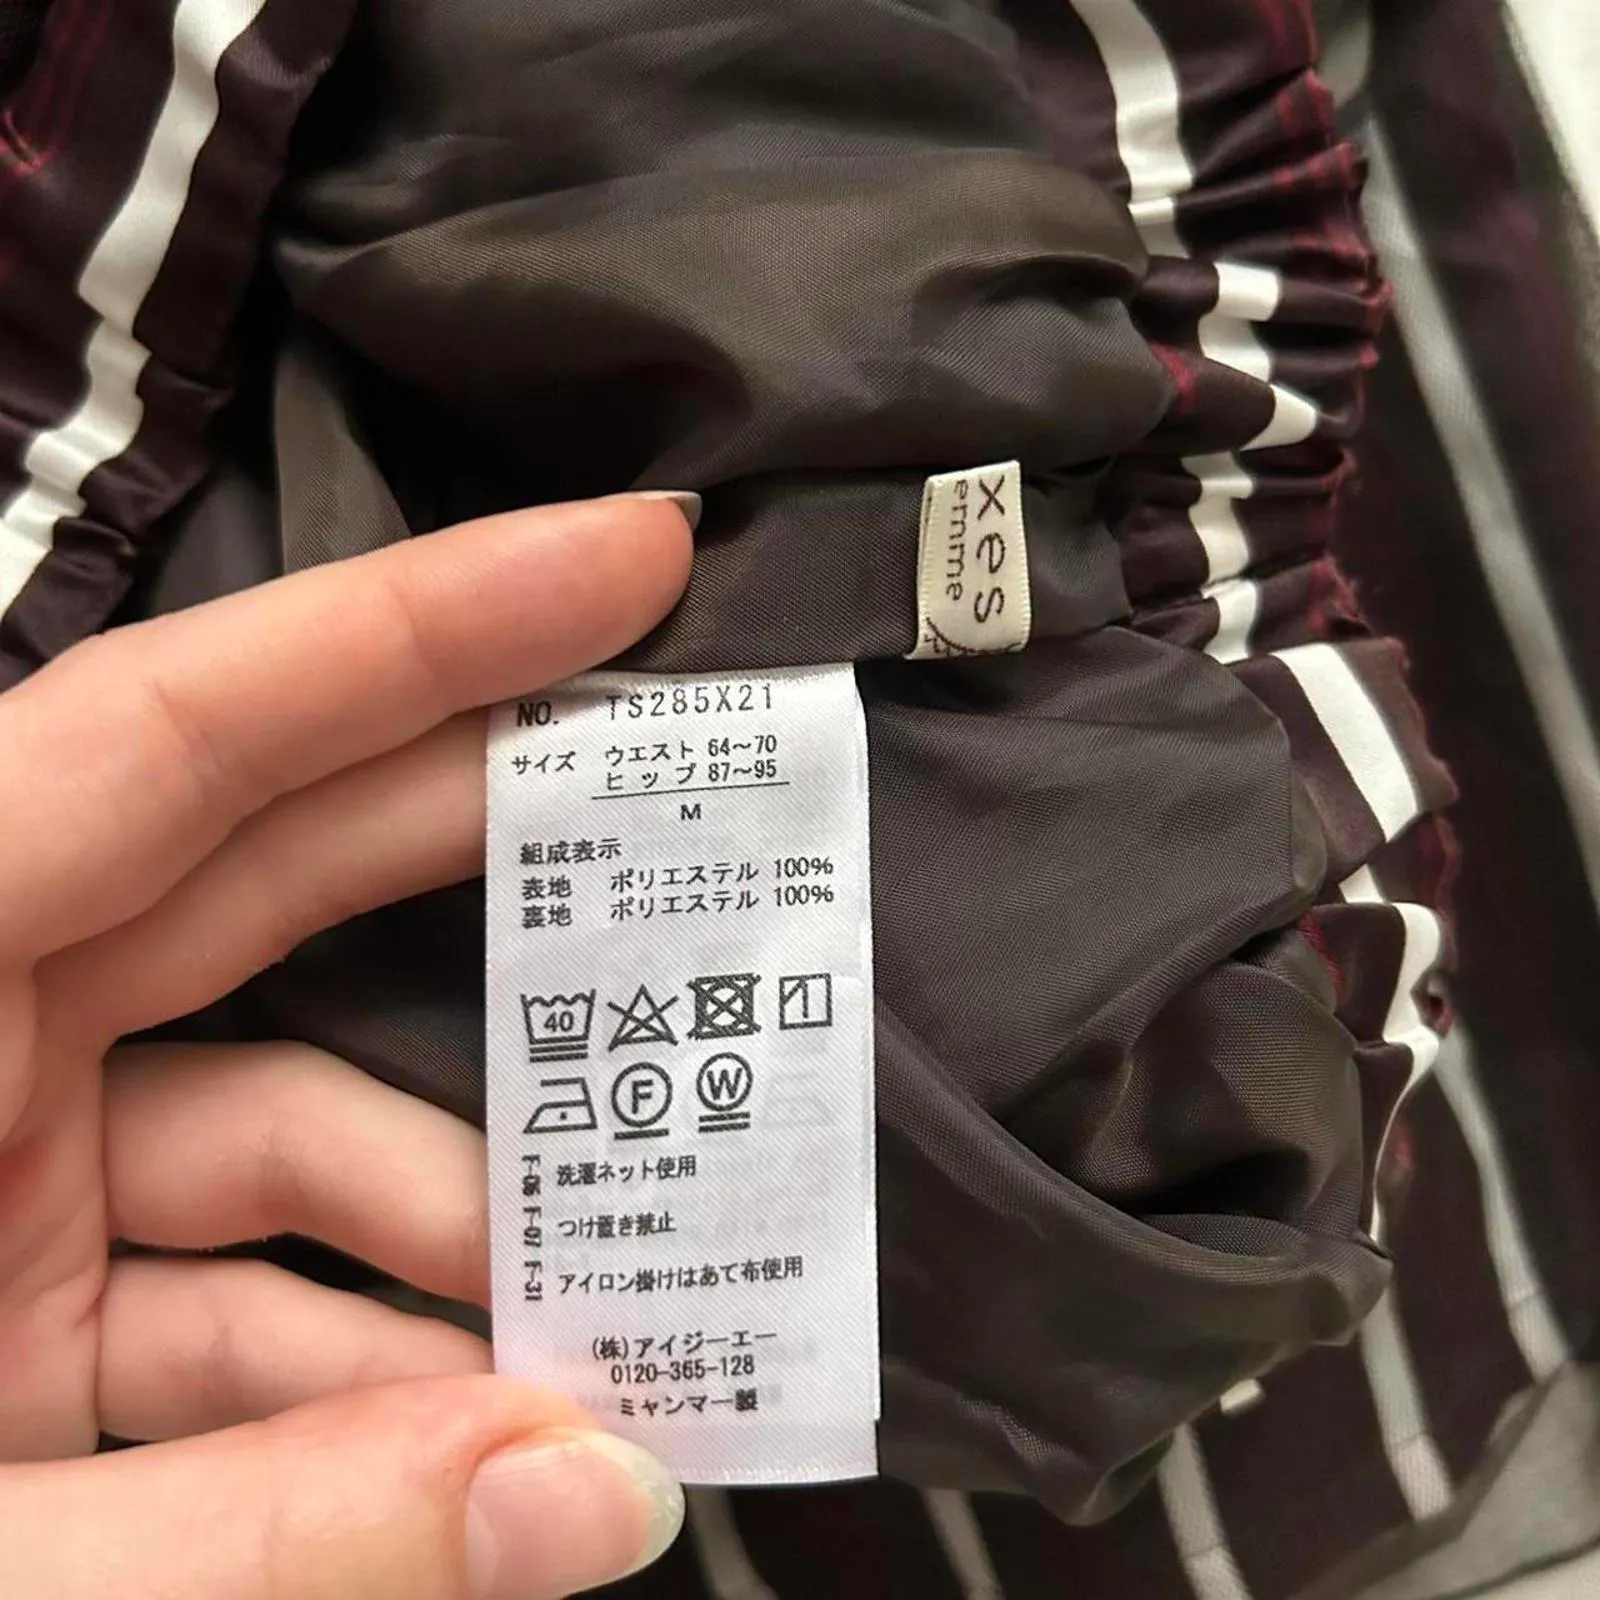 xes
emme
NO. TS285X21
サイズ ウエスト 64〜70
ヒップ 87〜95
M
組成表示
表地 ポリエステル 100%
裏地 ポリエステル 100%
40
F W
F-06 洗濯ネット使用
F-07 つけ置き禁止
F-31 アイロン掛けはあて布使用
(株)アイジーエー
0120-365-128
ミャンマー製